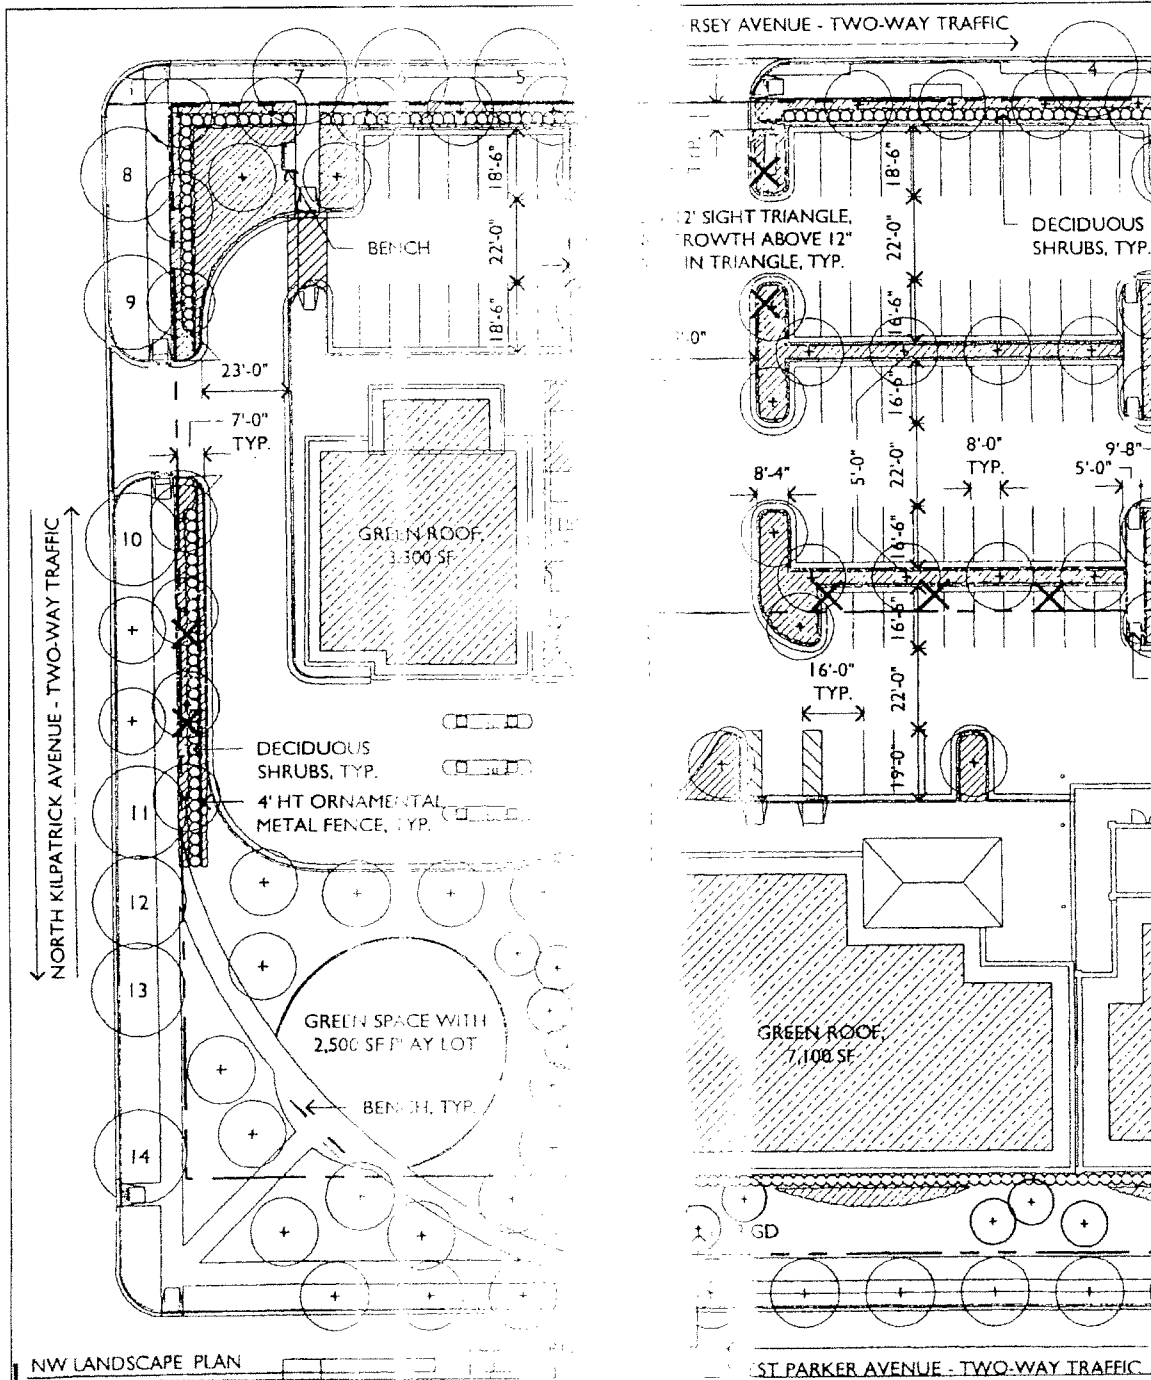 RSEY AVENUE - TWO-WAY TRAFFIC
7
6
5
4
8
18'-6"
18'-6"
TYP.
BENCH
22'-0"
12' SIGHT TRIANGLE,
ROWTH ABOVE 12"
IN TRIANGLE, TYP.
22'-0"
DECIDUOUS
SHRUBS, TYP.
9
18'-6"
16'-6"
-0"
23'-0"
16'-6"
7'-0"
TYP.
8'-4"
5'-0"
22'-0"
8'-0"
TYP.
9'-8"
5'-0"
10
GREEN ROOF,
3,300 SF
16'-6"
16'-6"
NORTH KILPATRICK AVENUE - TWO-WAY TRAFFIC
16'-0"
TYP.
22'-0"
DECIDUOUS
SHRUBS, TYP.
19'-0"
11
4' HT ORNAMENTAL
METAL FENCE, TYP.
12
13
GREEN SPACE WITH
2,500 SF PLAY LOT
GREEN ROOF,
7,100 SF
BENCH, TYP.
14
GD
NW LANDSCAPE PLAN
ST PARKER AVENUE - TWO-WAY TRAFFIC